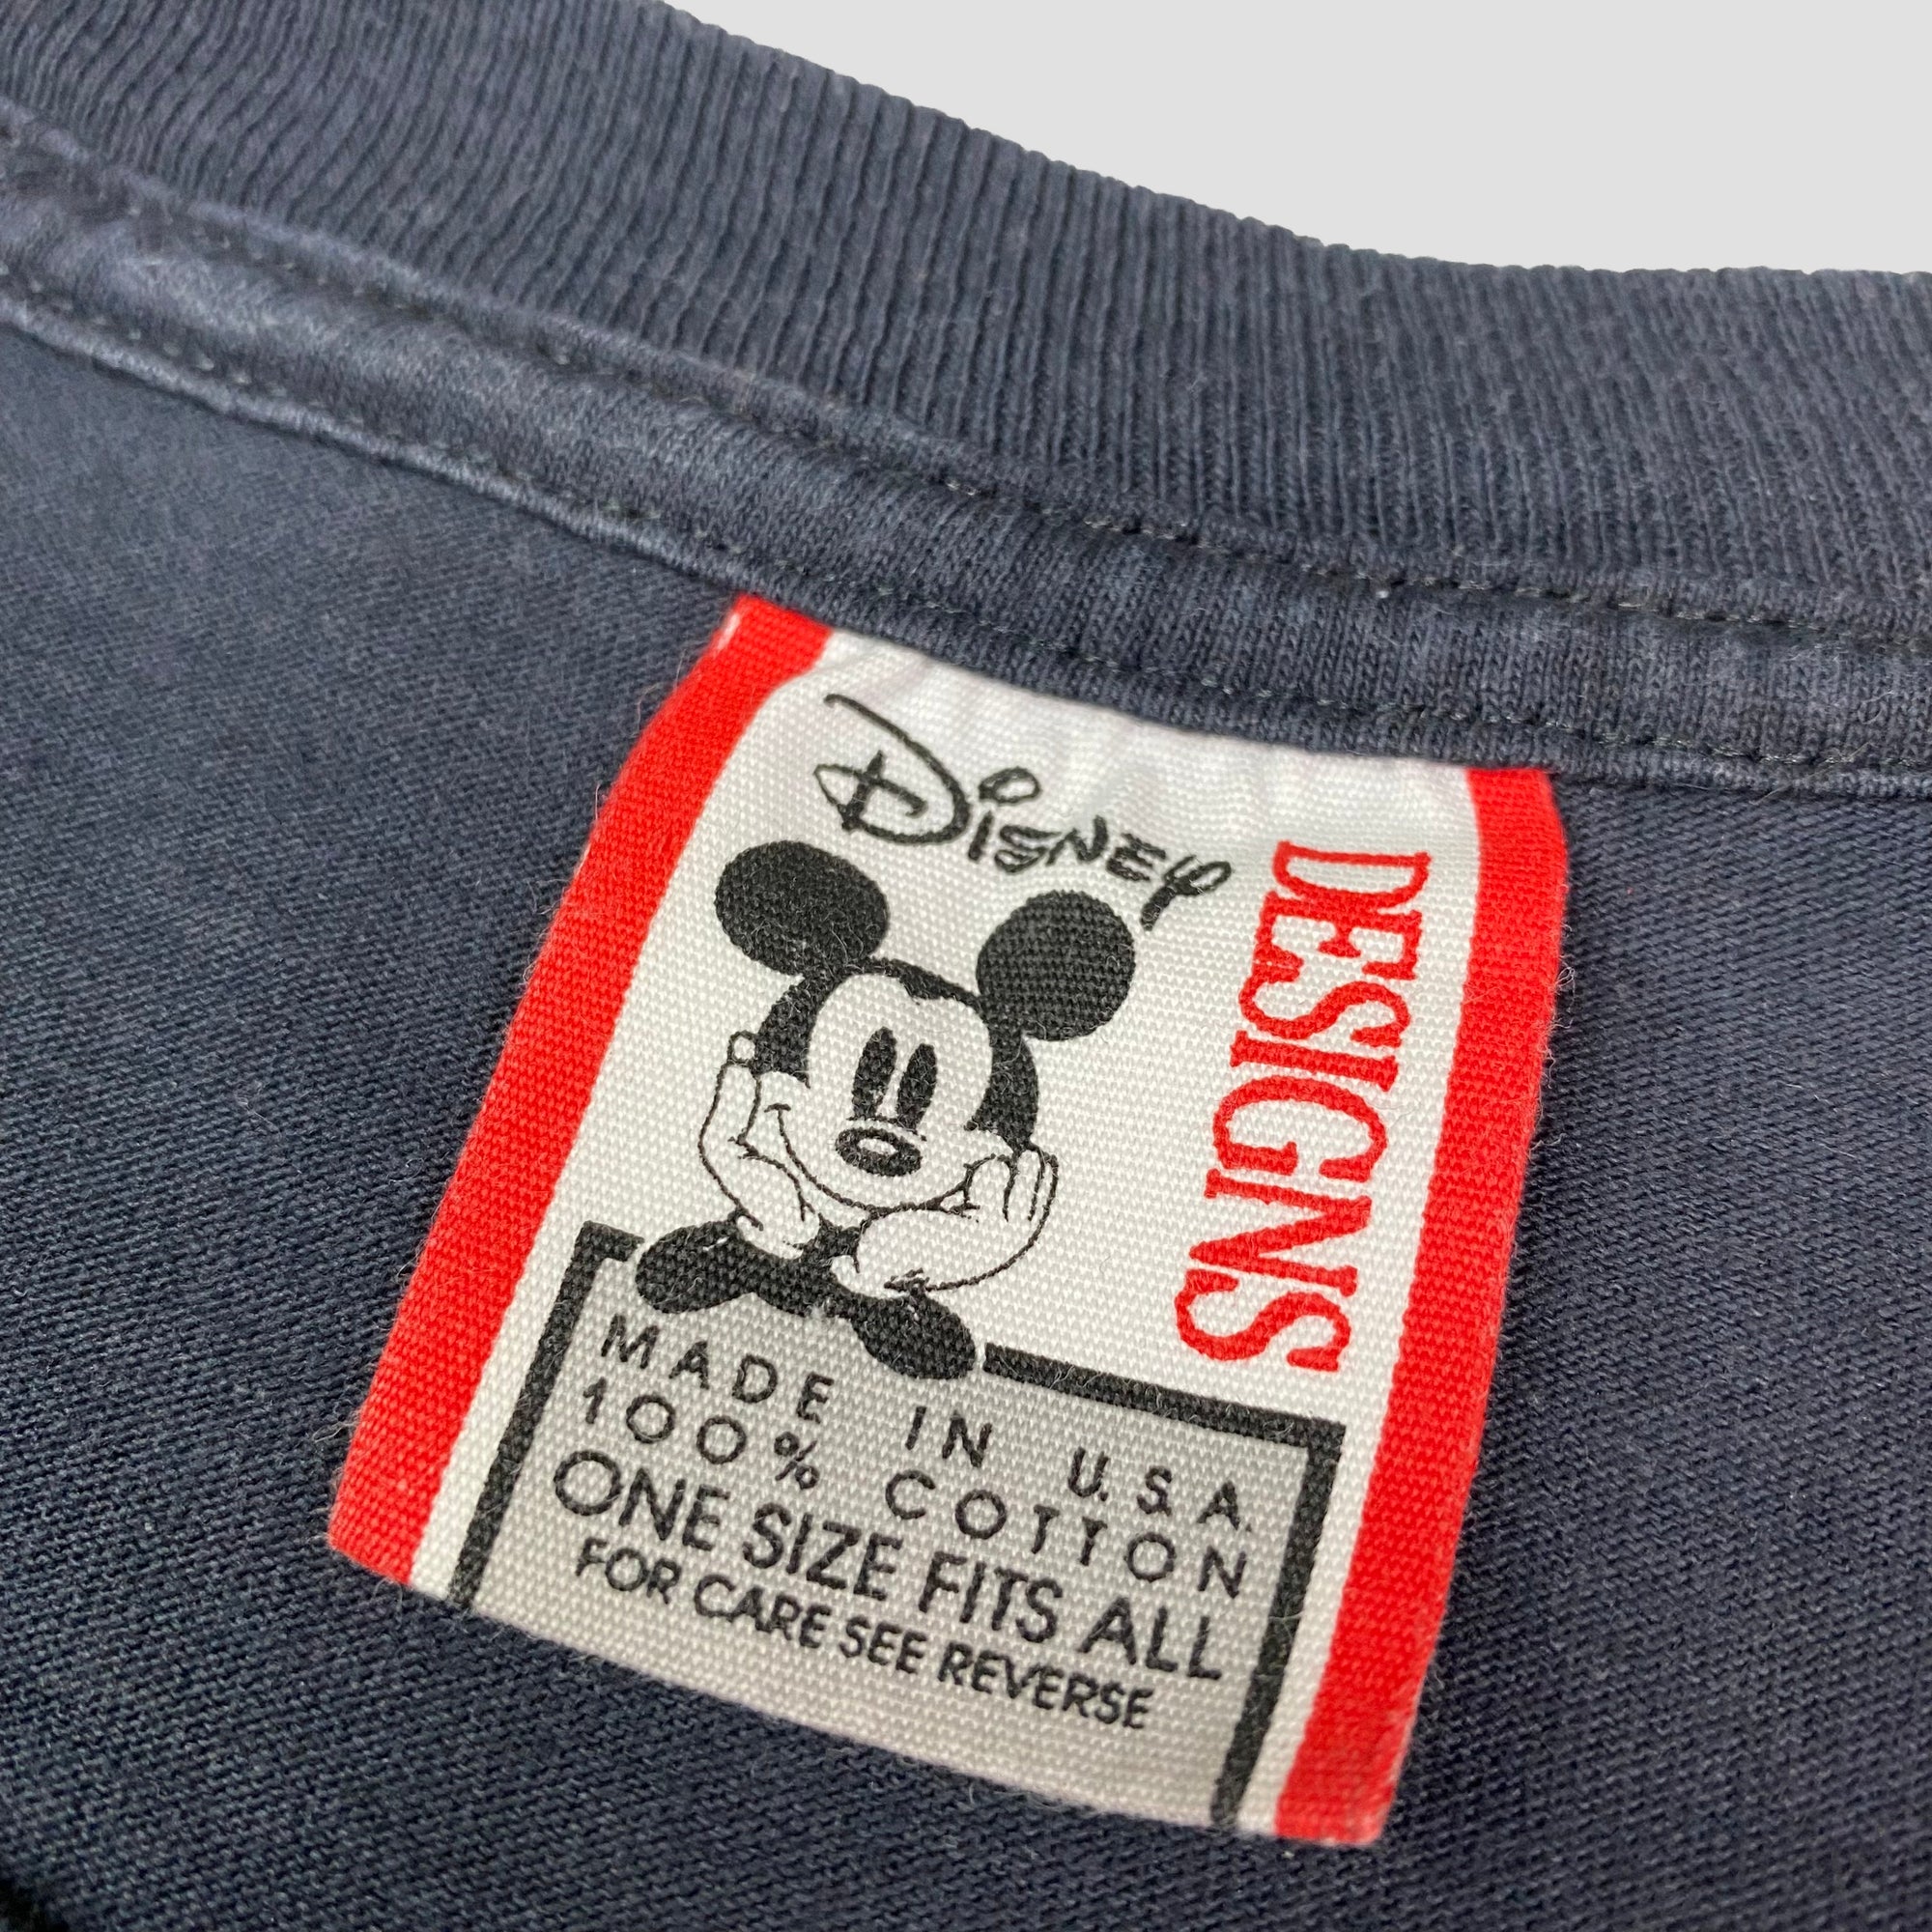 Disney
DESIGNS
MADE IN U.S.A.
100% COTTON
ONE SIZE FITS ALL
FOR CARE SEE REVERSE